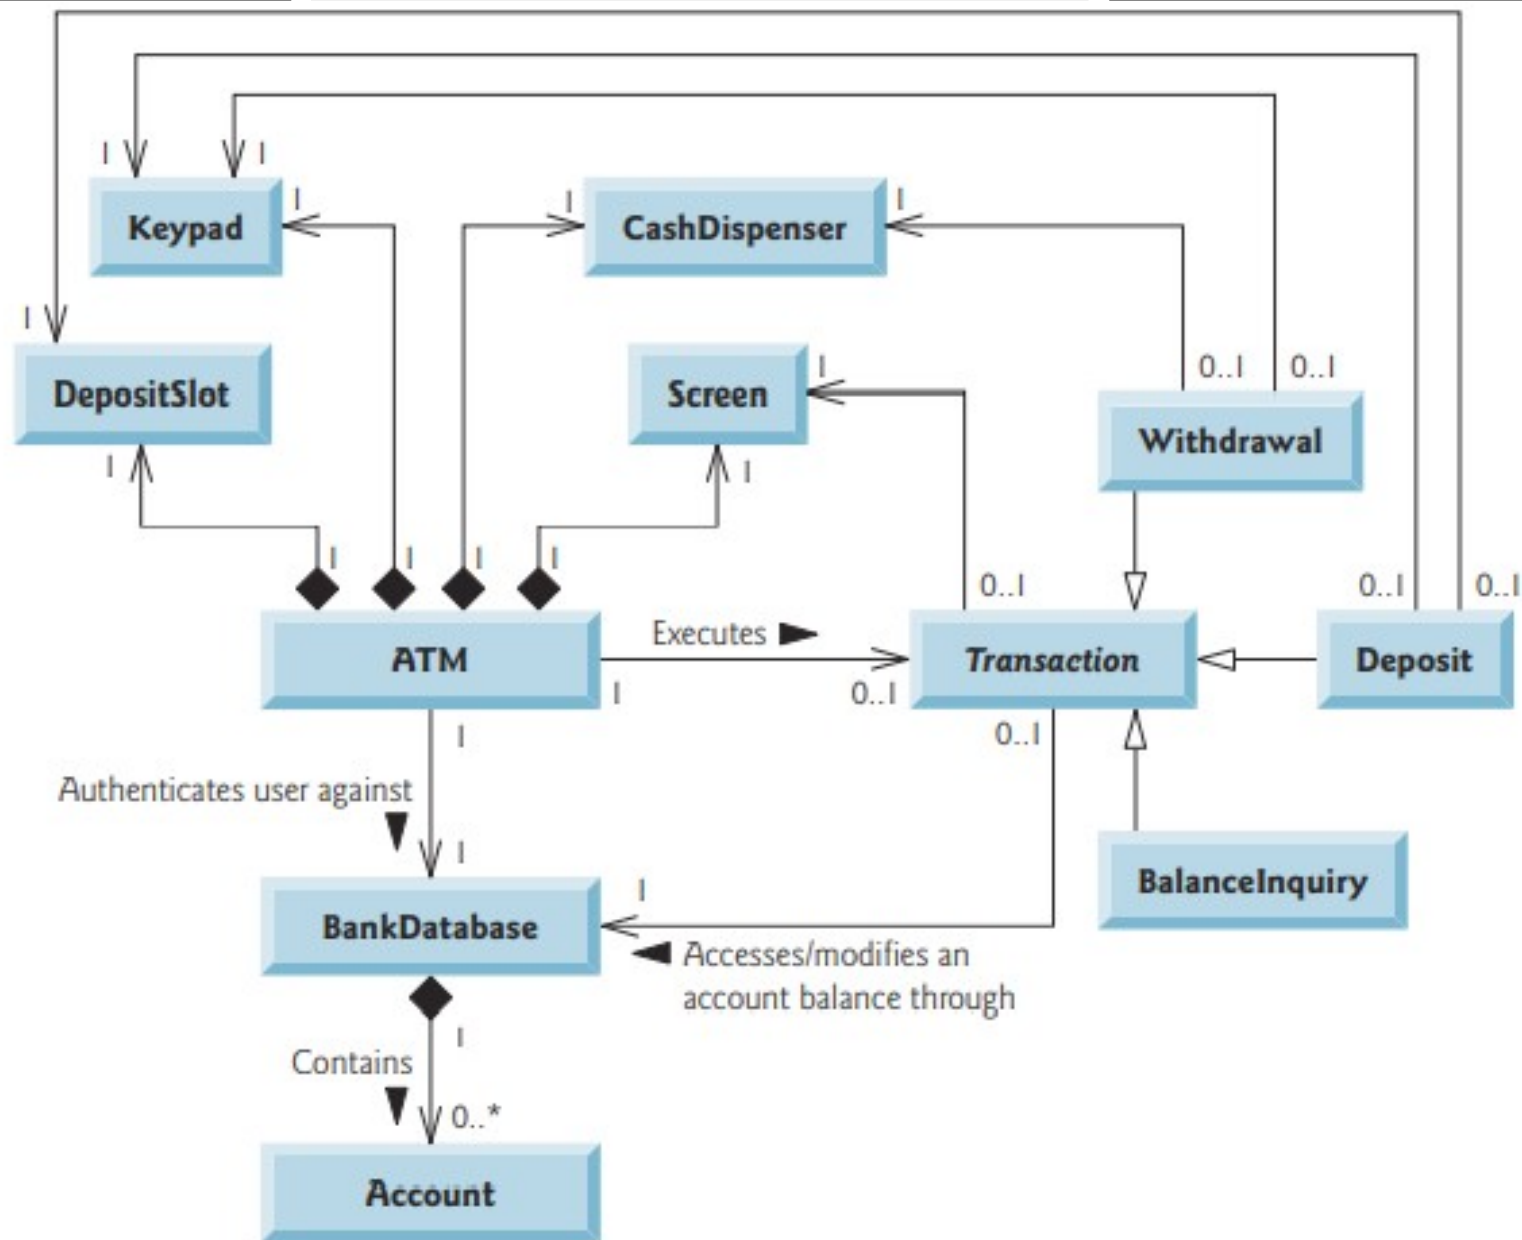 1 1
Keypad 1
1 CashDispenser 1
1
DepositSlot
Screen 1
0..1 0..1
Withdrawal
1
1
1 1 1 1
0..1
0..1 0..1
Executes
ATM
Transaction
Deposit
1 0..1
1
0..1
Authenticates user against
1
1
BalanceInquiry
BankDatabase
Accesses/modifies an
account balance through
1
Contains
0..*
Account